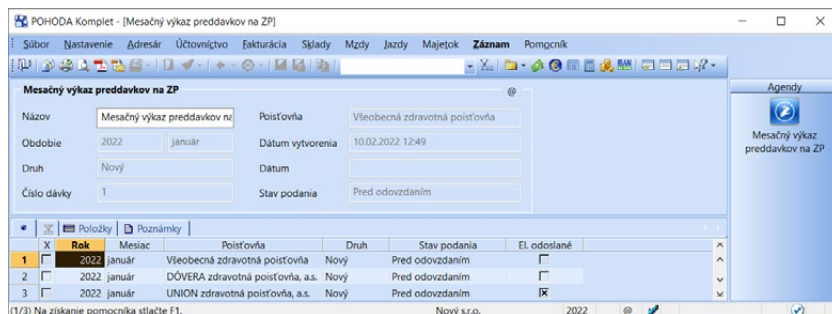 POHODA Komplet - [Mesačný výkaz preddavkov na ZP]
Súbor Nastavenie Adresár Účtovníctvo Fakturácia Sklady Mzdy Jazdy Majetok Záznam Pomocník
Mesačný výkaz preddavkov na ZP @
Názov Mesačný výkaz preddavkov na Poisťovňa Všeobecná zdravotná poisťovňa
Obdobie 2022 január Dátum vytvorenia 10.02.2022 12:49
Druh Nový Dátum
Číslo dávky 1 Stav podania Pred odovzdaním
Agendy
Mesačný výkaz
preddavkov na ZP
Položky Poznámky
X Rok Mesiac Poisťovňa Druh Stav podania El. odoslané
1 2022 január Všeobecná zdravotná poisťovňa Nový Pred odovzdaním
2 2022 január DÔVERA zdravotná poisťovňa, a.s. Nový Pred odovzdaním
3 2022 január UNION zdravotná poisťovňa, a.s. Nový Pred odovzdaním
(1/3) Na získanie pomocníka stlačte F1. Nový s.r.o. 2022 @